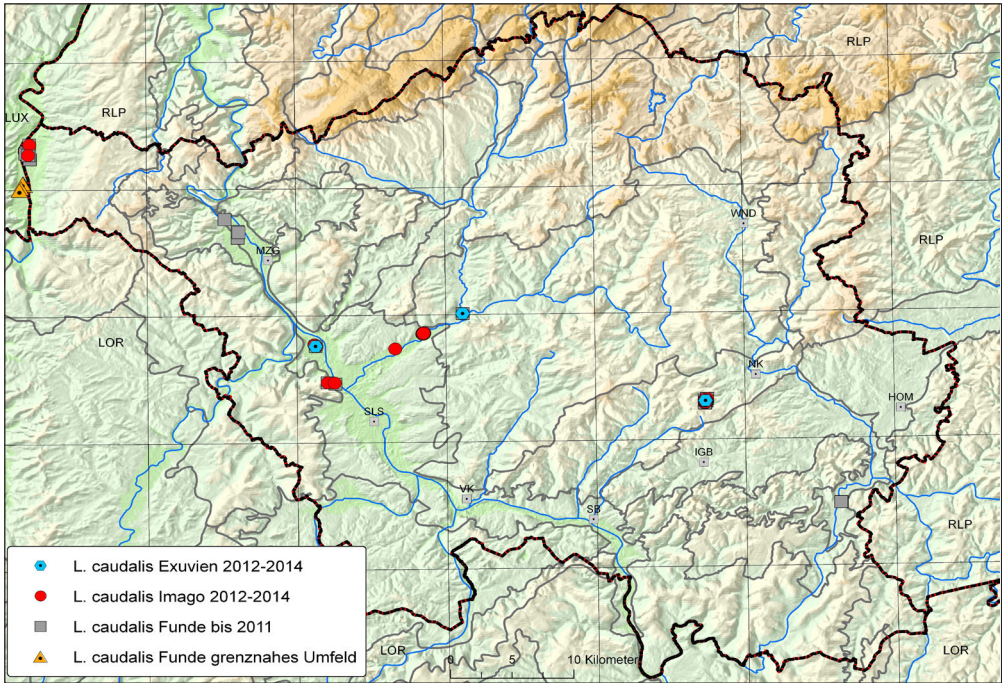 RLP
LUX
RLP
WND
RLP
MZG
LOR
NK
HOM
SLS
IGB
VK
SB
RLP
L. caudalis Exuvien 2012-2014
L. caudalis Imago 2012-2014
L. caudalis Funde bis 2011
L. caudalis Funde grenznahes Umfeld
LOR
0 5 10 Kilometer
LOR